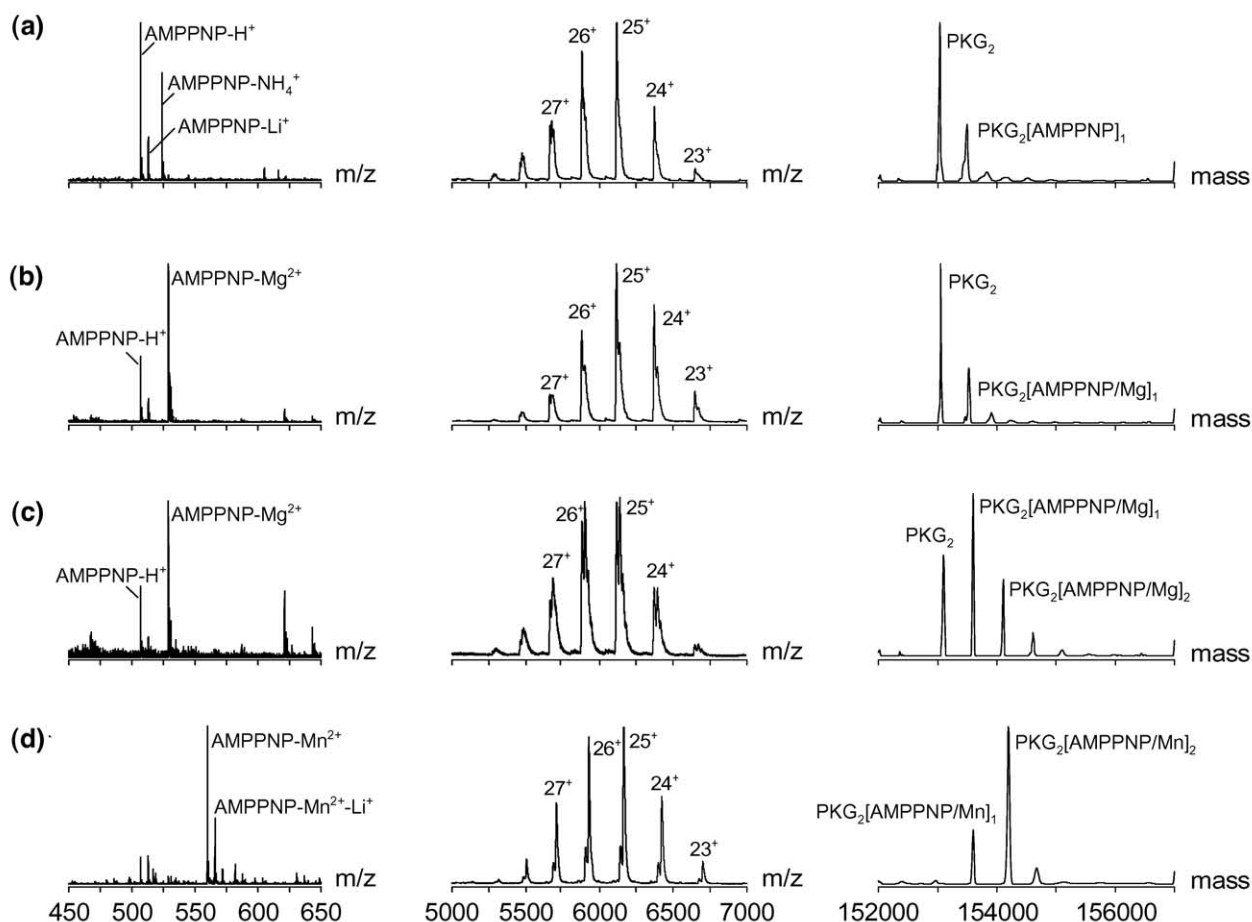 (a)
AMPPNP-H⁺
AMPPNP-NH₄⁺
AMPPNP-Li⁺
m/z
27⁺
26⁺
25⁺
24⁺
23⁺
m/z
PKG₂
PKG₂[AMPPNP]₁
mass
(b)
AMPPNP-Mg²⁺
AMPPNP-H⁺
m/z
27⁺
26⁺
25⁺
24⁺
23⁺
m/z
PKG₂
PKG₂[AMPPNP/Mg]₁
mass
(c)
AMPPNP-Mg²⁺
AMPPNP-H⁺
m/z
27⁺
26⁺
25⁺
24⁺
m/z
PKG₂
PKG₂[AMPPNP/Mg]₁
PKG₂[AMPPNP/Mg]₂
mass
(d)
AMPPNP-Mn²⁺
AMPPNP-Mn²⁺-Li⁺
m/z
27⁺
26⁺
25⁺
24⁺
23⁺
m/z
PKG₂[AMPPNP/Mn]₁
PKG₂[AMPPNP/Mn]₂
mass
450 500 550 600 650
5000 5500 6000 6500 7000
152000 154000 156000